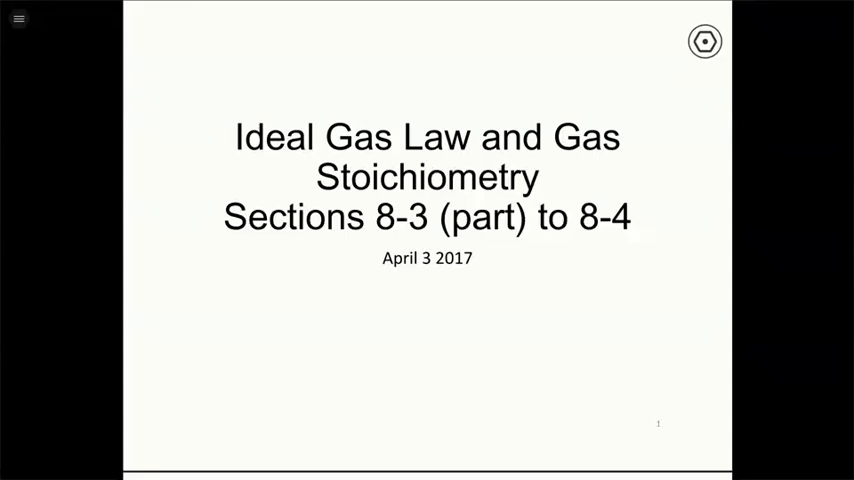 Ideal Gas Law and Gas
Stoichiometry
Sections 8-3 (part) to 8-4
April 3 2017
1